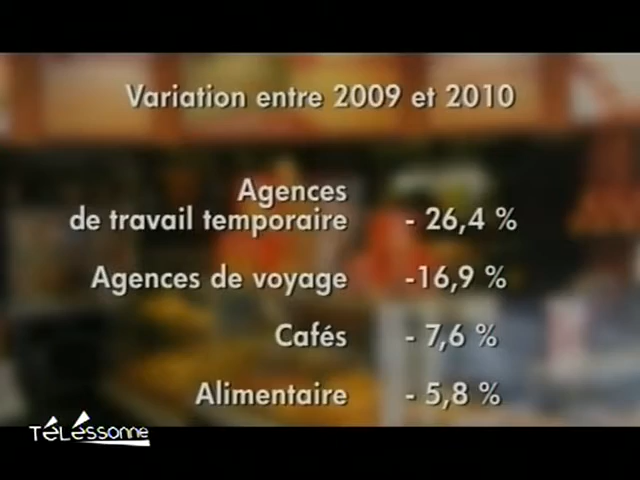 Variation entre 2009 et 2010
Agences
de travail temporaire - 26,4 %
Agences de voyage -16,9 %
Cafés - 7,6 %
Alimentaire - 5,8 %
TÉLÉSSONNE